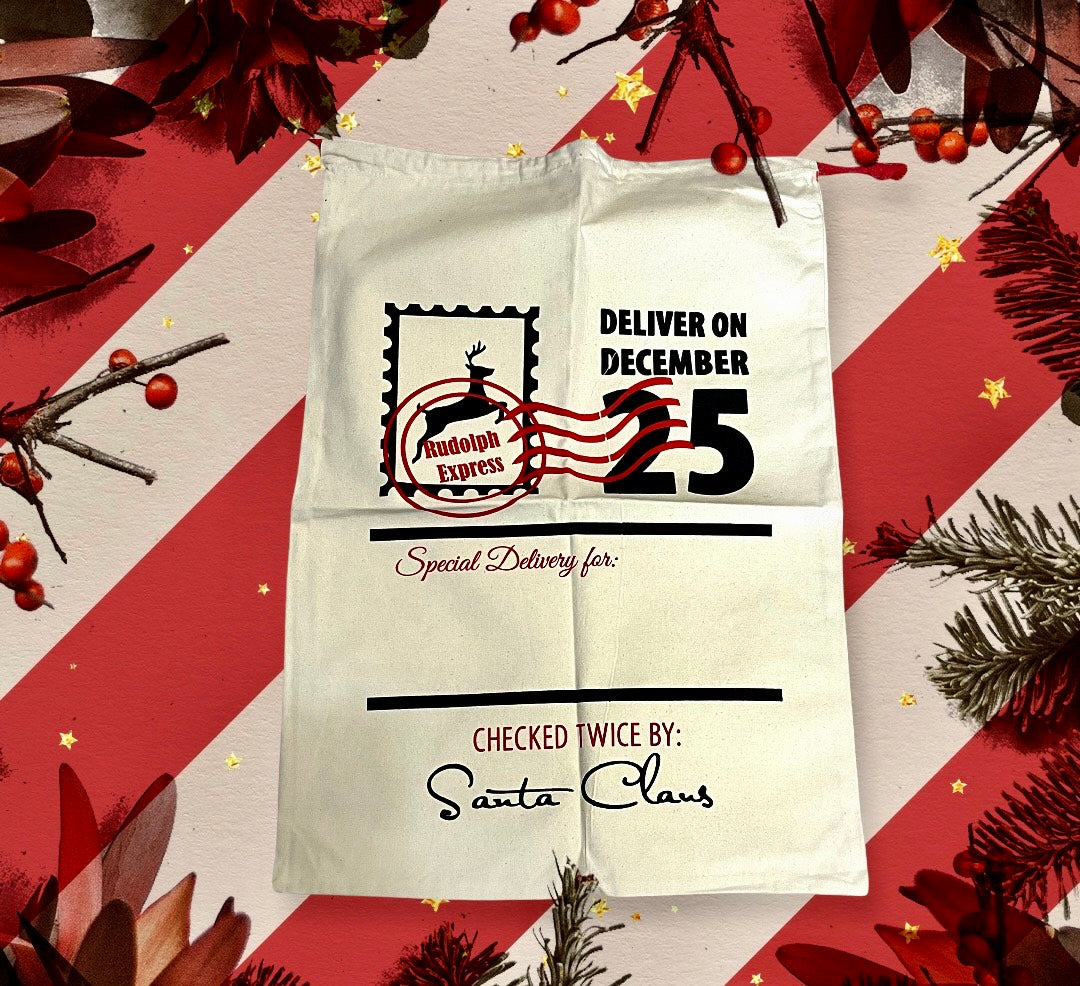 DELIVER ON
DECEMBER
25
Rudolph
Express
Special Delivery for:
CHECKED TWICE BY:
Santa Claus